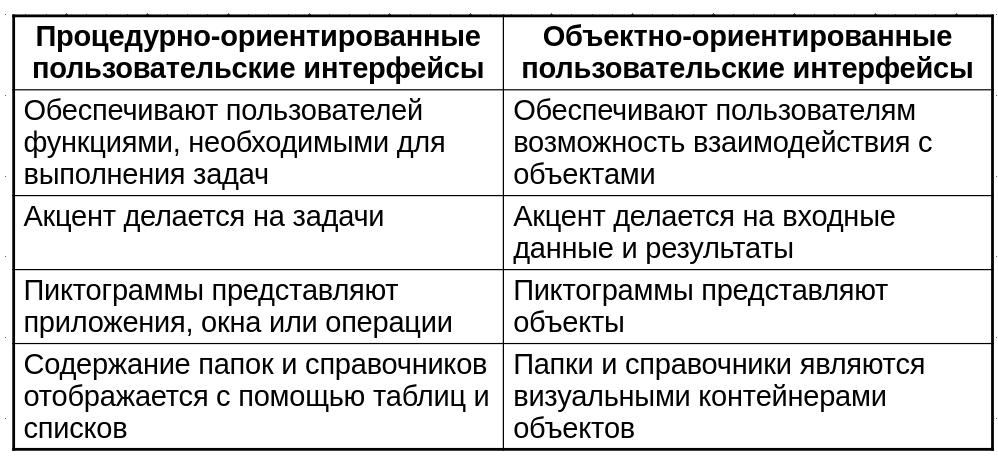 Процедурно-ориентированные
пользовательские интерфейсы
Объектно-ориентированные
пользовательские интерфейсы
Обеспечивают пользователей
функциями, необходимыми для
выполнения задач
Обеспечивают пользователям
возможность взаимодействия с
объектами
Акцент делается на задачи
Акцент делается на входные
данные и результаты
Пиктограммы представляют
приложения, окна или операции
Пиктограммы представляют
объекты
Содержание папок и справочников
отображается с помощью таблиц и
списков
Папки и справочники являются
визуальными контейнерами
объектов